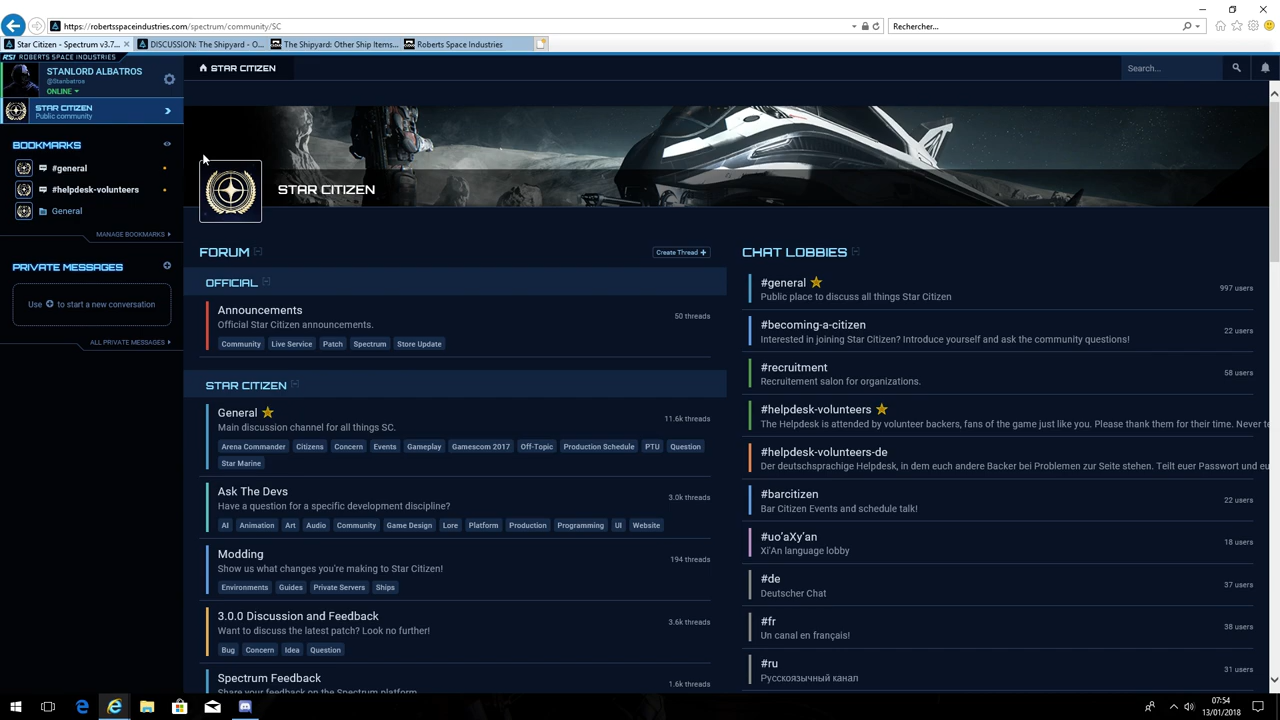 https://robertsspaceindustries.com/spectrum/community/SC
Rechercher...
Star Citizen - Spectrum v3.7...
DISCUSSION: The Shipyard - O...
The Shipyard: Other Ship Items...
Roberts Space Industries
RSI ROBERTS SPACE INDUSTRIES
STANLORD ALBATROS
@Stanbatros
ONLINE
STAR CITIZEN
Public community
BOOKMARKS
#general
#helpdesk-volunteers
General
MANAGE BOOKMARKS
PRIVATE MESSAGES
Use to start a new conversation
ALL PRIVATE MESSAGES
STAR CITIZEN
Search...
STAR CITIZEN
FORUM
Create Thread +
OFFICIAL
Announcements
Official Star Citizen announcements.
50 threads
Community Live Service Patch Spectrum Store Update
STAR CITIZEN
General
Main discussion channel for all things SC.
11.6k threads
Arena Commander Citizens Concern Events Gameplay Gamescom 2017 Off-Topic Production Schedule PTU Question
Star Marine
Ask The Devs
Have a question for a specific development discipline?
3.0k threads
AI Animation Art Audio Community Game Design Lore Platform Production Programming UI Website
Modding
Show us what changes you're making to Star Citizen!
194 threads
Environments Guides Private Servers Ships
3.0.0 Discussion and Feedback
Want to discuss the latest patch? Look no further!
3.6k threads
Bug Concern Idea Question
Spectrum Feedback
Share your feedback on the Spectrum platform
1.6k threads
CHAT LOBBIES
#general
Public place to discuss all things Star Citizen
997 users
#becoming-a-citizen
Interested in joining Star Citizen? Introduce yourself and ask the community questions!
22 users
#recruitment
Recruitement salon for organizations.
58 users
#helpdesk-volunteers
The Helpdesk is attended by volunteer backers, fans of the game just like you. Please thank them for their time. Never te
#helpdesk-volunteers-de
Der deutschsprachige Helpdesk, in dem euch andere Backer bei Problemen zur Seite stehen. Teilt euer Passwort und eu
#barcitizen
Bar Citizen Events and schedule talk!
22 users
#uo'aXy'an
Xi'An language lobby
18 users
#de
Deutscher Chat
37 users
#fr
Un canal en français!
38 users
#ru
Русскоязычный канал
31 users
07:54
13/01/2018